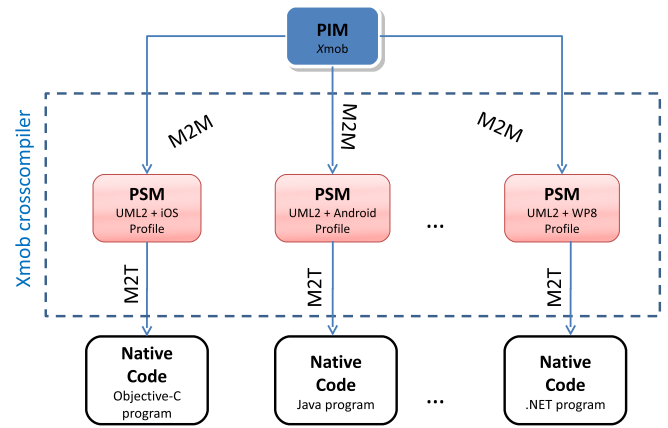 PIM
Xmob
M2M
M2M
M2M
Xmob crosscompiler
PSM
UML2 + iOS
Profile
PSM
UML2 + Android
Profile
...
PSM
UML2 + WP8
Profile
M2T
M2T
M2T
Native
Code
Objective-C
program
Native
Code
Java program
...
Native
Code
.NET program